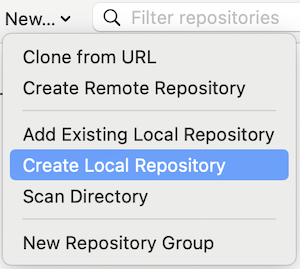 New...
Filter repositories
Clone from URL
Create Remote Repository
Add Existing Local Repository
Create Local Repository
Scan Directory
New Repository Group